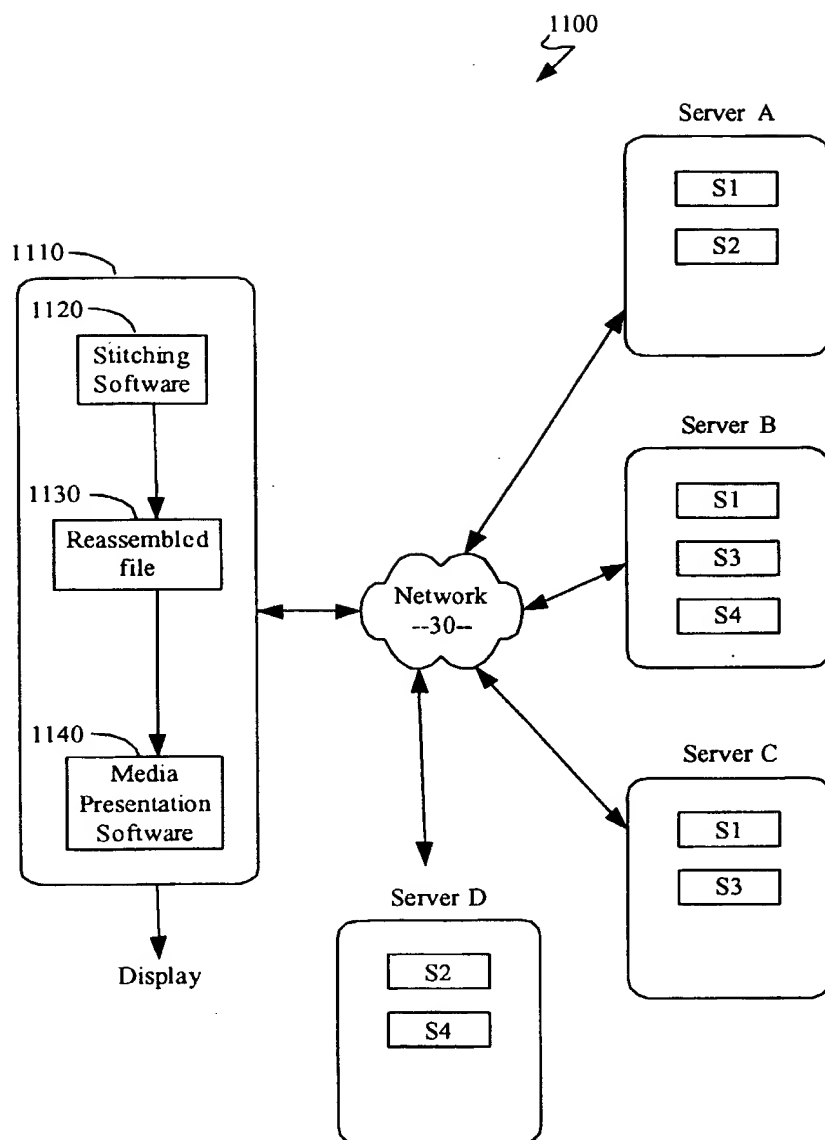 1100
Server A
S1
S2
1110
1120
Stitching
Software
1130
Reassembled
file
1140
Media
Presentation
Software
Display
Network
--30--
Server B
S1
S3
S4
Server C
S1
S3
Server D
S2
S4